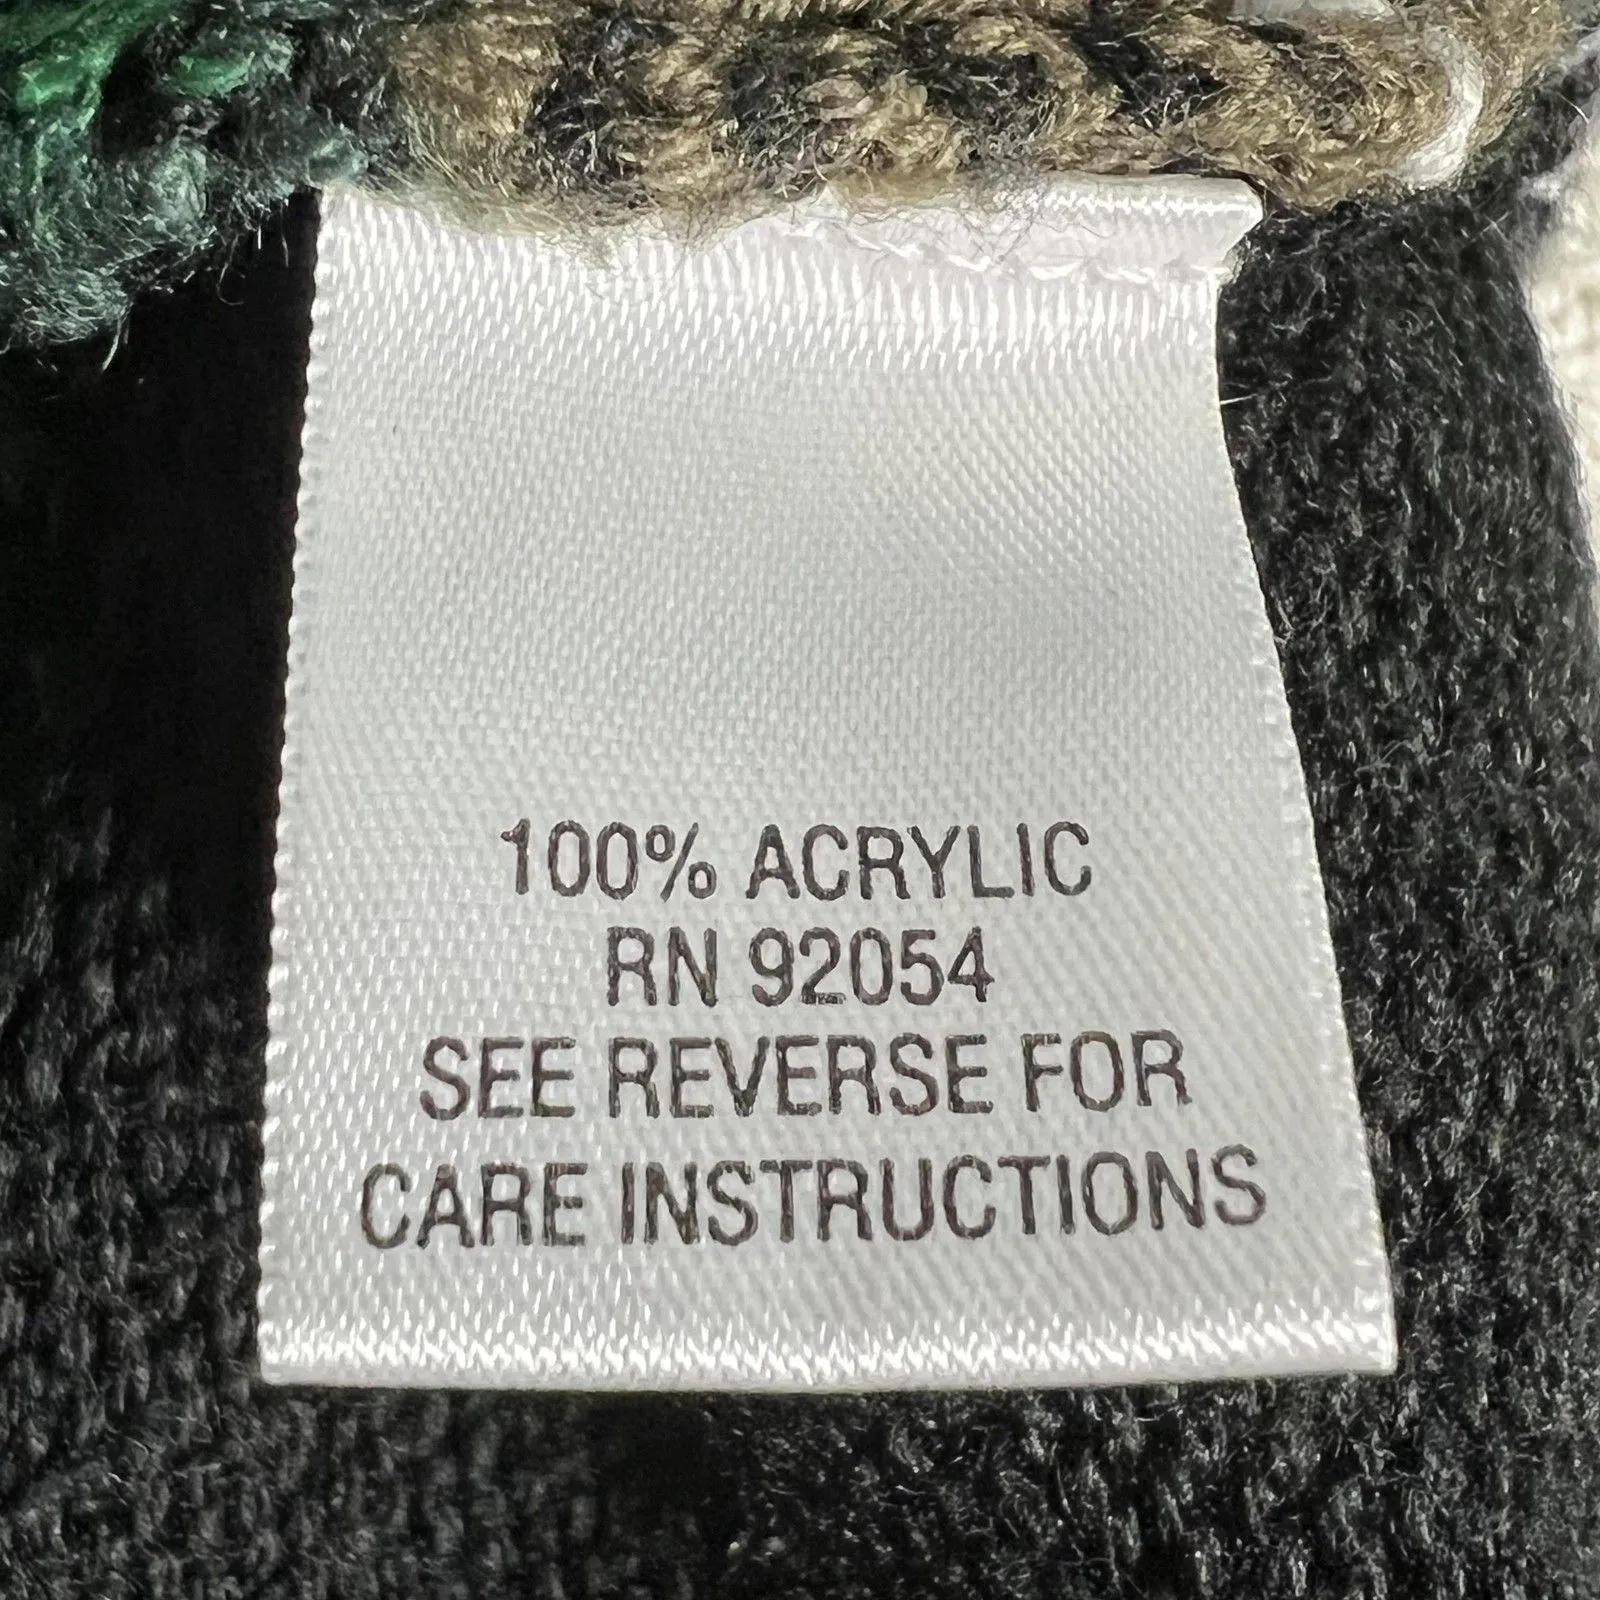 100% ACRYLIC
RN 92054
SEE REVERSE FOR
CARE INSTRUCTIONS